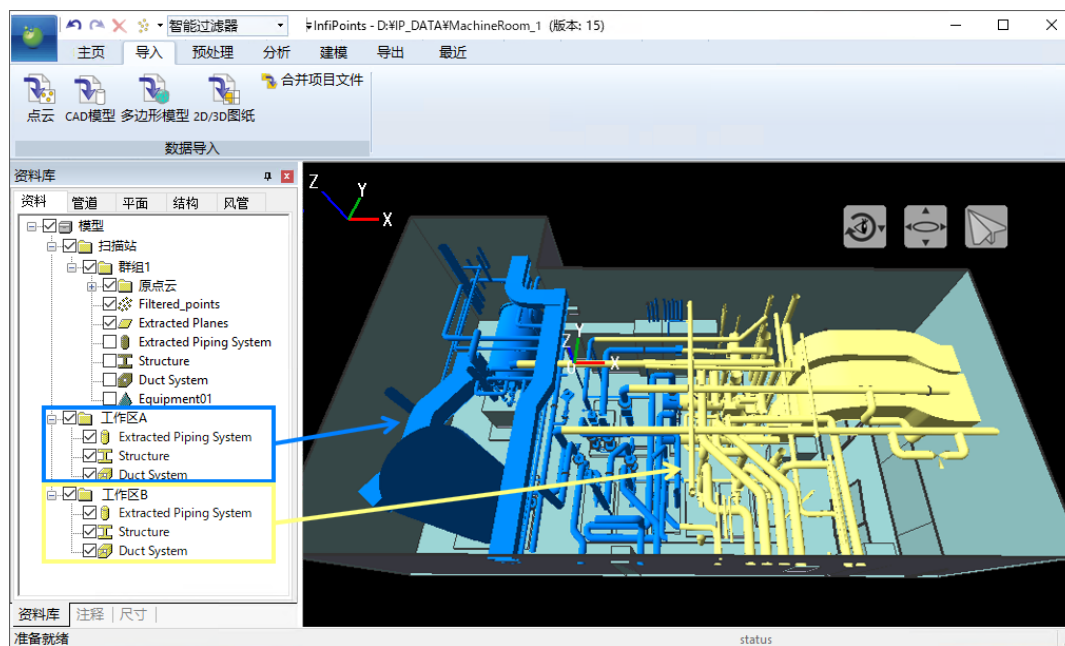 智能过滤器
InfiPoints - D:¥IP_DATA¥MachineRoom_1 (版本: 15)
主页 导入 预处理 分析 建模 导出 最近
合并项目文件
点云 CAD模型 多边形模型 2D/3D图纸
数据导入
资料库
资料 管道 平面 结构 风管
模型
扫描站
群组1
原点云
Filtered_points
Extracted Planes
Extracted Piping System
Structure
Duct System
Equipment01
工作区A
Extracted Piping System
Structure
Duct System
工作区B
Extracted Piping System
Structure
Duct System
Z Y X
Z Y X
资料库 注释 尺寸
准备就绪 status